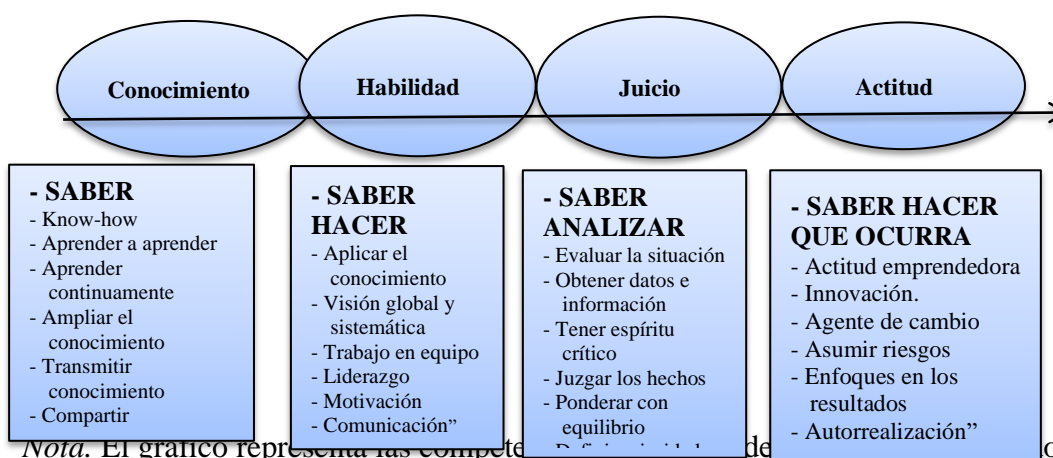 Conocimiento
Habilidad
Juicio
Actitud
- SABER
- Know-how
- Aprender a aprender
- Aprender
continuamente
- Ampliar el
conocimiento
- Transmitir
conocimiento
- Compartir
- SABER
HACER
- Aplicar el
conocimiento
- Visión global y
sistemática
- Trabajo en equipo
- Liderazgo
- Motivación
- Comunicación”
- SABER
ANALIZAR
- Evaluar la situación
- Obtener datos e
información
- Tener espíritu
crítico
- Juzgar los hechos
- Ponderar con
equilibrio
- SABER HACER
QUE OCURRA
- Actitud emprendedora
- Innovación.
- Agente de cambio
- Asumir riesgos
- Enfoques en los
resultados
- Autorrealización”
Nota. El gráfico representa las